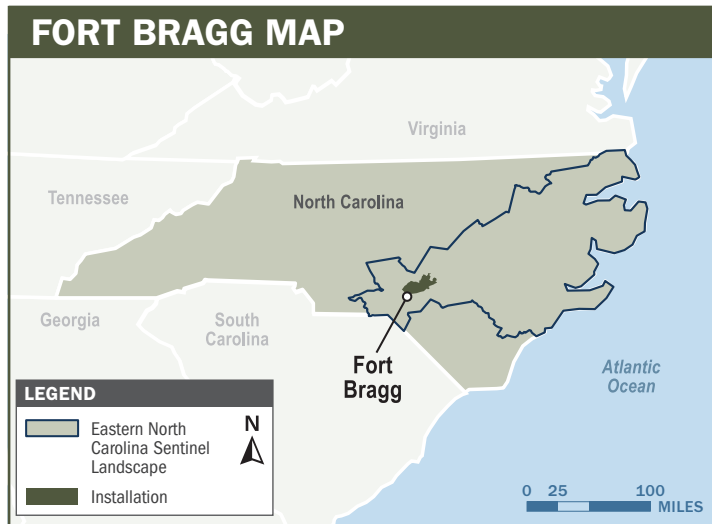 FORT BRAGG MAP
Virginia
Tennessee
North Carolina
Georgia
South
Carolina
Fort
Bragg
Atlantic
Ocean
LEGEND
Eastern North
Carolina Sentinel
Landscape
N
Installation
0 25 100
MILES